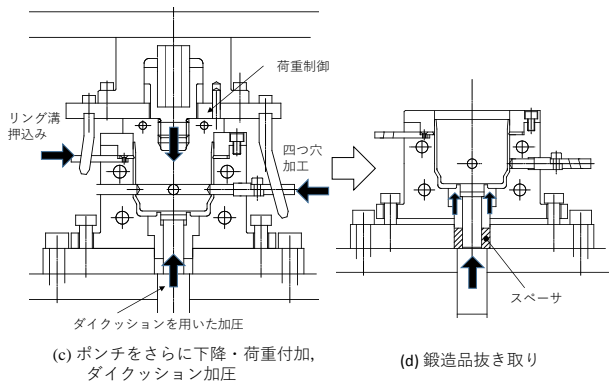 荷重制御
リング溝
押込み
四つ穴
加工
ダイクッションを用いた加圧
スペーサ
(c) ポンチをさらに下降・荷重付加,
ダイクッション加圧
(d) 鍛造品抜き取り